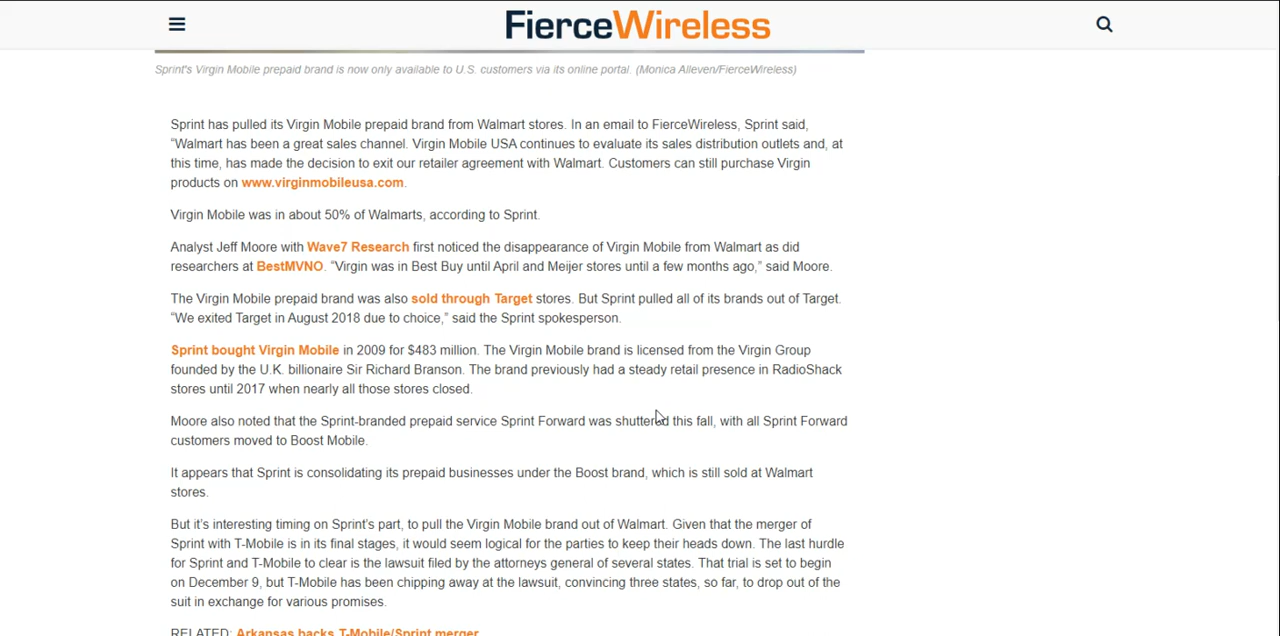 FierceWireless
Sprint's Virgin Mobile prepaid brand is now only available to U.S. customers via its online portal. (Monica Alleven/FierceWireless)
Sprint has pulled its Virgin Mobile prepaid brand from Walmart stores. In an email to FierceWireless, Sprint said,
“Walmart has been a great sales channel. Virgin Mobile USA continues to evaluate its sales distribution outlets and, at
this time, has made the decision to exit our retailer agreement with Walmart. Customers can still purchase Virgin
products on www.virginmobileusa.com.
Virgin Mobile was in about 50% of Walmarts, according to Sprint.
Analyst Jeff Moore with Wave7 Research first noticed the disappearance of Virgin Mobile from Walmart as did
researchers at BestMVNO. “Virgin was in Best Buy until April and Meijer stores until a few months ago,” said Moore.
The Virgin Mobile prepaid brand was also sold through Target stores. But Sprint pulled all of its brands out of Target.
“We exited Target in August 2018 due to choice,” said the Sprint spokesperson.
Sprint bought Virgin Mobile in 2009 for $483 million. The Virgin Mobile brand is licensed from the Virgin Group
founded by the U.K. billionaire Sir Richard Branson. The brand previously had a steady retail presence in RadioShack
stores until 2017 when nearly all those stores closed.
Moore also noted that the Sprint-branded prepaid service Sprint Forward was shuttered this fall, with all Sprint Forward
customers moved to Boost Mobile.
It appears that Sprint is consolidating its prepaid businesses under the Boost brand, which is still sold at Walmart
stores.
But it’s interesting timing on Sprint’s part, to pull the Virgin Mobile brand out of Walmart. Given that the merger of
Sprint with T-Mobile is in its final stages, it would seem logical for the parties to keep their heads down. The last hurdle
for Sprint and T-Mobile to clear is the lawsuit filed by the attorneys general of several states. That trial is set to begin
on December 9, but T-Mobile has been chipping away at the lawsuit, convincing three states, so far, to drop out of the
suit in exchange for various promises.
RELATED: Arkansas backs T-Mobile/Sprint merger